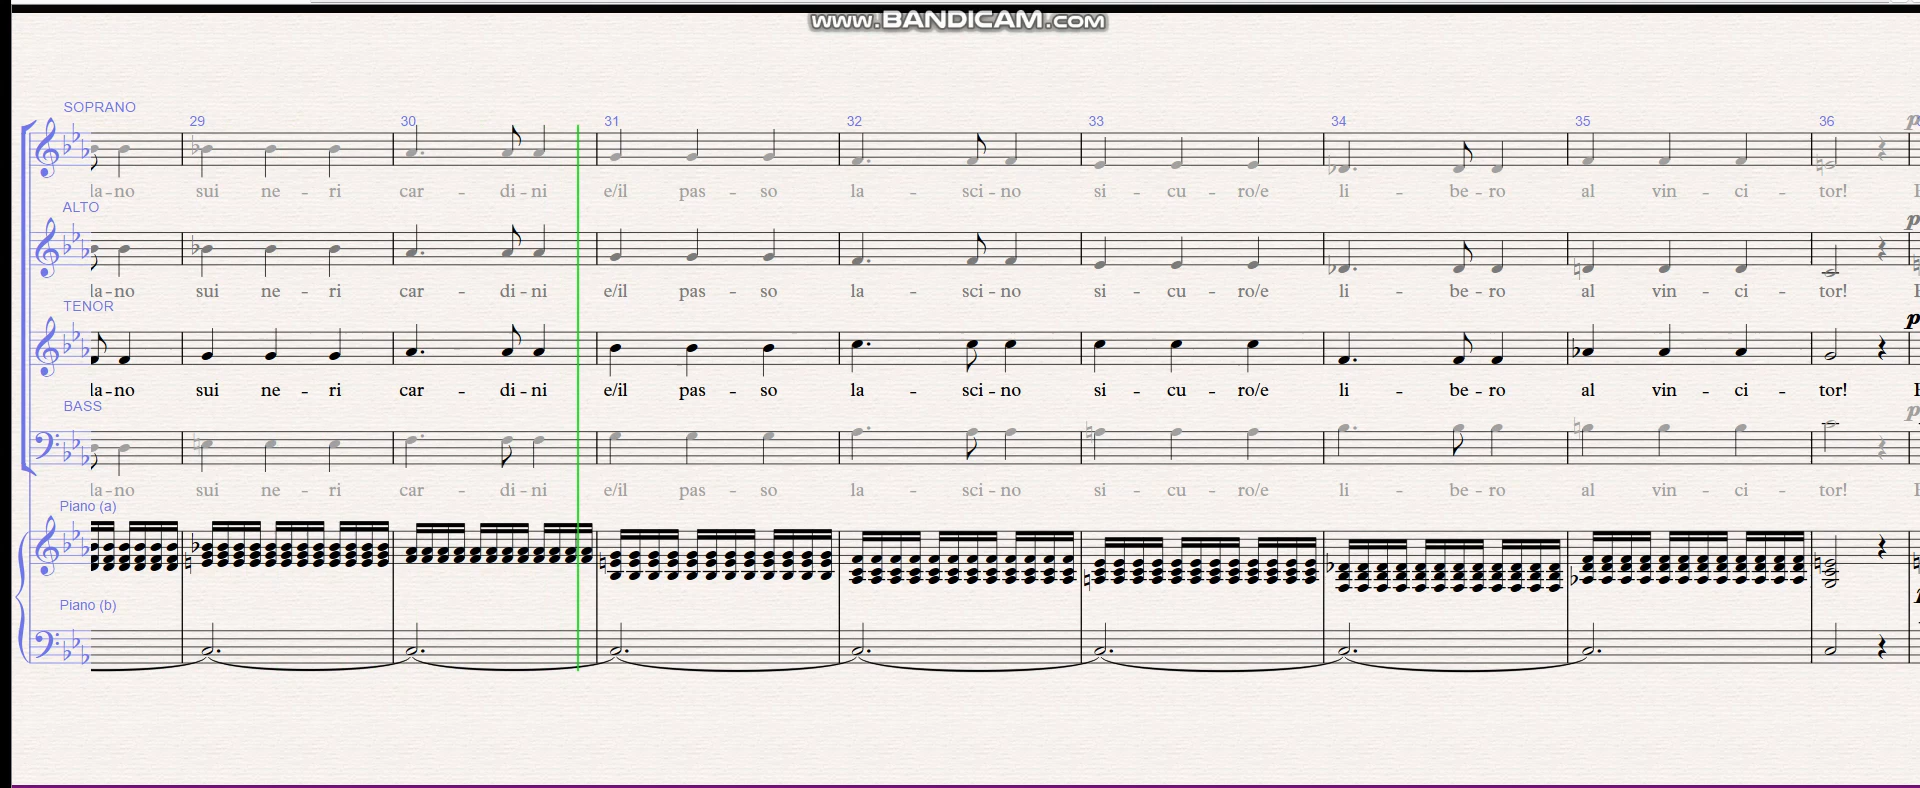 www.BANDICAM.com
SOPRANO
29 30 31 32 33 34 35 36 p
la-no sui ne - ri car - di-ni e/il pas - so la - sci-no si - cu - ro/e li - be-ro al vin - ci - tor!
ALTO
p
la-no sui ne - ri car - di-ni e/il pas - so la - sci-no si - cu - ro/e li - be-ro al vin - ci - tor!
TENOR
p
la-no sui ne - ri car - di-ni e/il pas - so la - sci-no si - cu - ro/e li - be-ro al vin - ci - tor!
BASS
p
la-no sui ne - ri car - di-ni e/il pas - so la - sci-no si - cu - ro/e li - be-ro al vin - ci - tor!
Piano (a)
Piano (b)